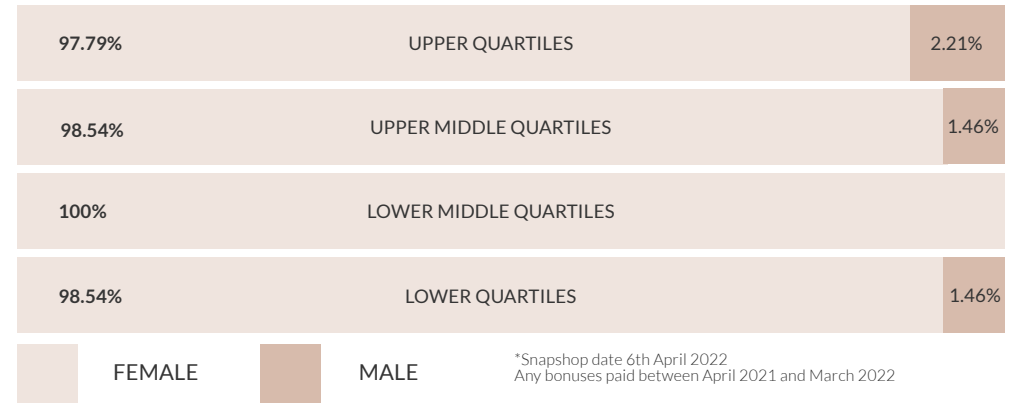 97.79% UPPER QUARTILES 2.21%
98.54% UPPER MIDDLE QUARTILES 1.46%
100% LOWER MIDDLE QUARTILES
98.54% LOWER QUARTILES 1.46%
FEMALE MALE
*Snapshop date 6th April 2022
Any bonuses paid between April 2021 and March 2022